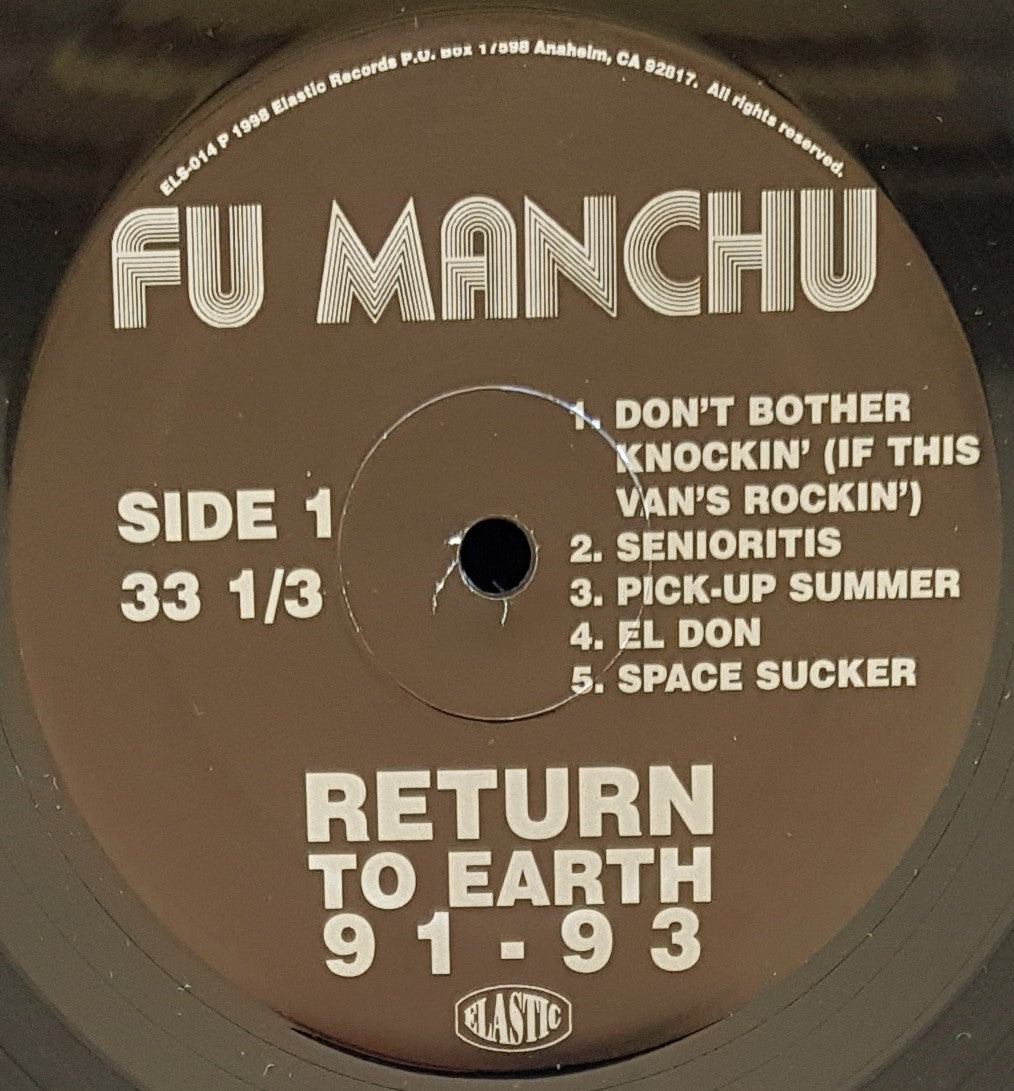 ELS-014 P 1998 Elastic Records P.O. Box 17598 Anaheim, CA 92817. All rights reserved.
FU MANCHU
SIDE 1
33 1/3
1. DON'T BOTHER
KNOCKIN' (IF THIS
VAN'S ROCKIN')
2. SENIORITIS
3. PICK-UP SUMMER
4. EL DON
5. SPACE SUCKER
RETURN
TO EARTH
91-93
ELASTIC